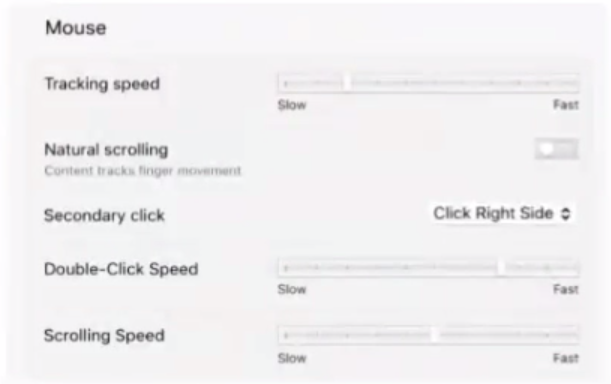 Mouse
Tracking speed
Slow Fast
Natural scrolling
Content tracks finger movement
Secondary click Click Right Side
Double-Click Speed
Slow Fast
Scrolling Speed
Slow Fast